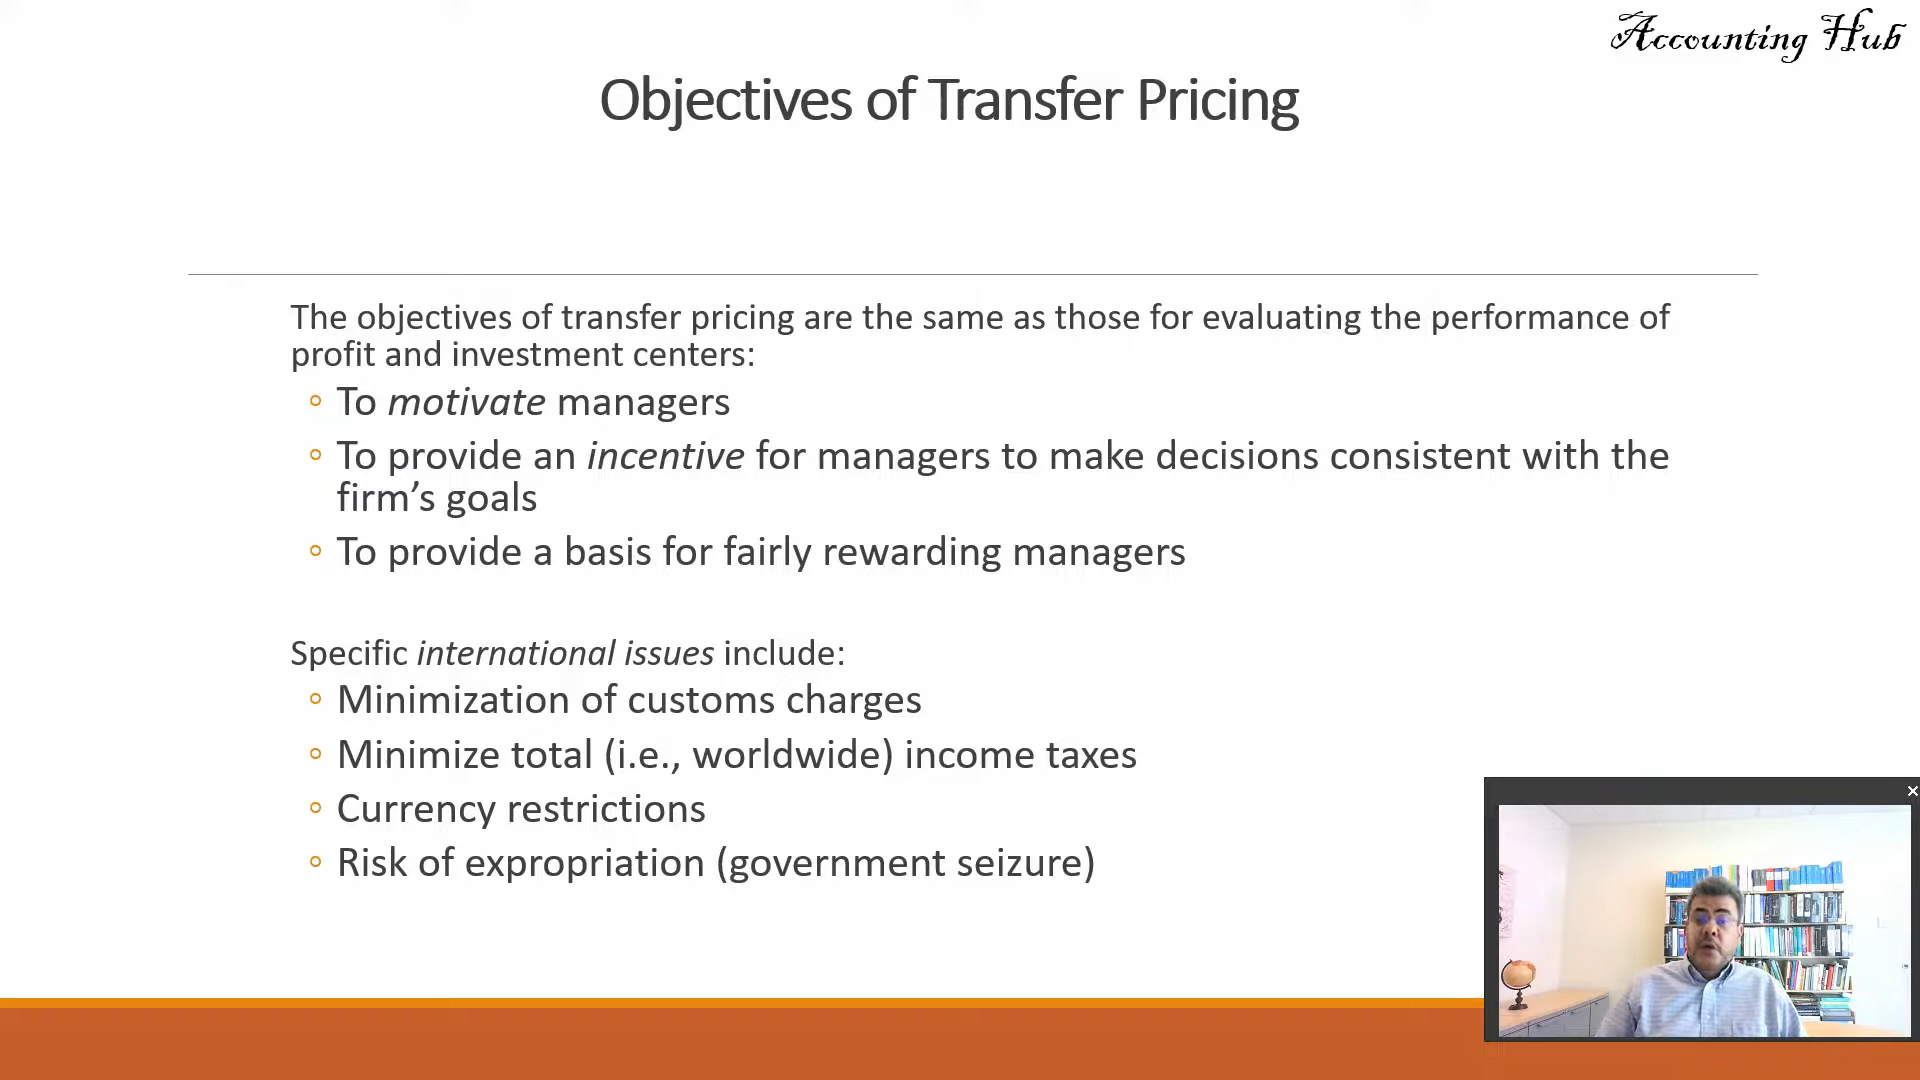 Accounting Hub
Objectives of Transfer Pricing
The objectives of transfer pricing are the same as those for evaluating the performance of
profit and investment centers:
◦ To motivate managers
◦ To provide an incentive for managers to make decisions consistent with the
firm’s goals
◦ To provide a basis for fairly rewarding managers
Specific international issues include:
◦ Minimization of customs charges
◦ Minimize total (i.e., worldwide) income taxes
◦ Currency restrictions
◦ Risk of expropriation (government seizure)